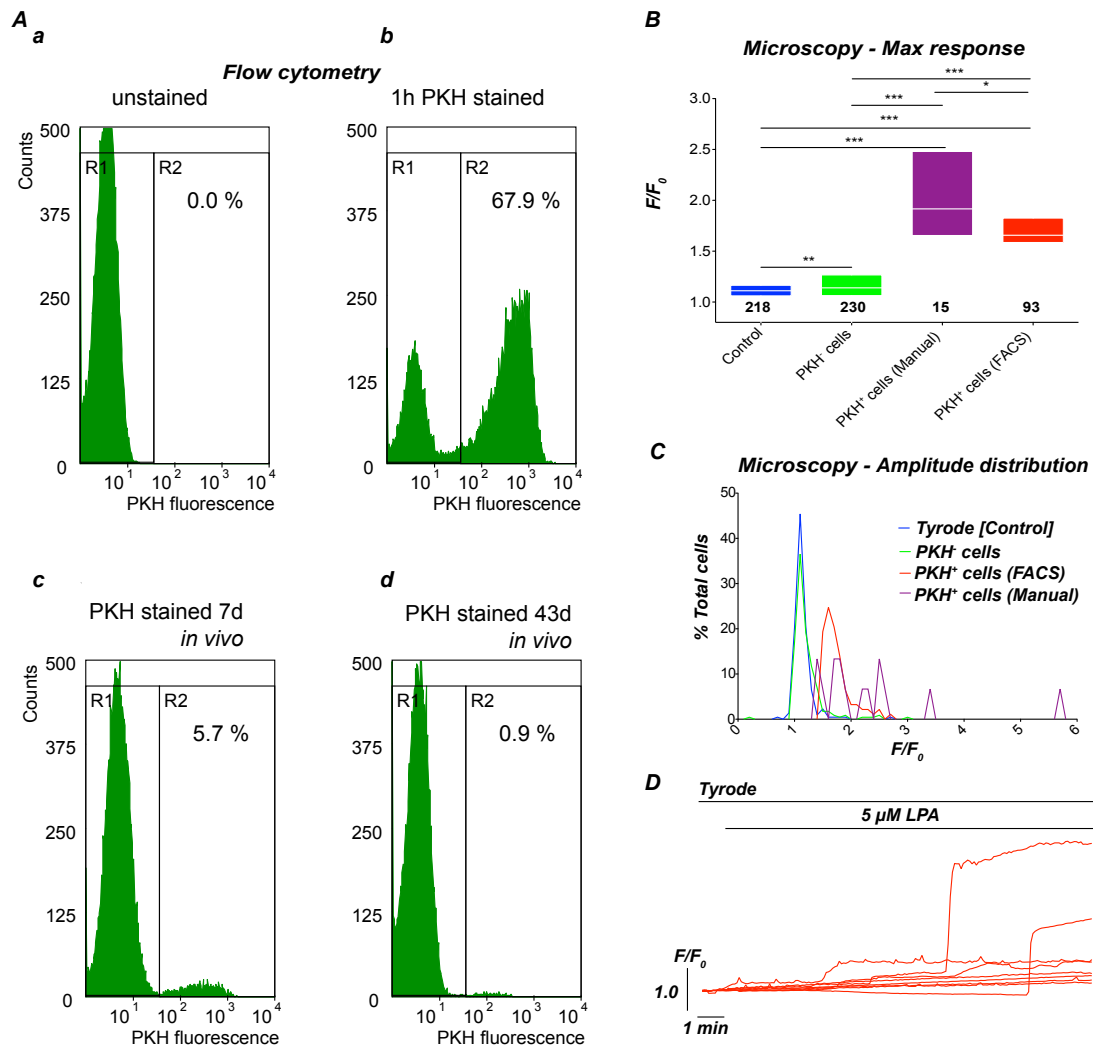 A
a
b
Flow cytometry
unstained
1h PKH stained
500
375
250
125
0
Counts
R1
R2
0.0 %
10¹
10²
10³
10⁴
PKH fluorescence
500
375
250
125
0
R1
R2
67.9 %
10¹
10²
10³
10⁴
PKH fluorescence
c
d
PKH stained 7d
in vivo
PKH stained 43d
in vivo
500
375
250
125
0
Counts
R1
R2
5.7 %
10¹
10²
10³
10⁴
PKH fluorescence
500
375
250
125
0
R1
R2
0.9 %
10¹
10²
10³
10⁴
PKH fluorescence
B
Microscopy - Max response
***
*
***
***
***
**
3.0
2.5
2.0
1.5
1.0
F/F₀
218
230
15
93
Control
PKH⁻ cells
PKH⁺ cells (Manual)
PKH⁺ cells (FACS)
C
Microscopy - Amplitude distribution
50
40
30
20
10
0
% Total cells
Tyrode [Control]
PKH⁻ cells
PKH⁺ cells (FACS)
PKH⁺ cells (Manual)
0
1
2
3
4
5
6
F/F₀
D
Tyrode
5 µM LPA
F/F₀
1.0
1 min